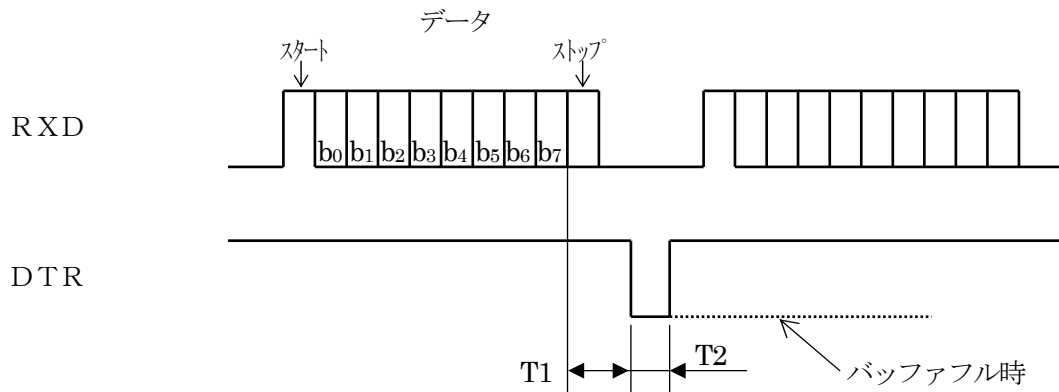 データ
スタート ストップ
RXD
b0 b1 b2 b3 b4 b5 b6 b7
DTR
T1 T2
バッファフル時